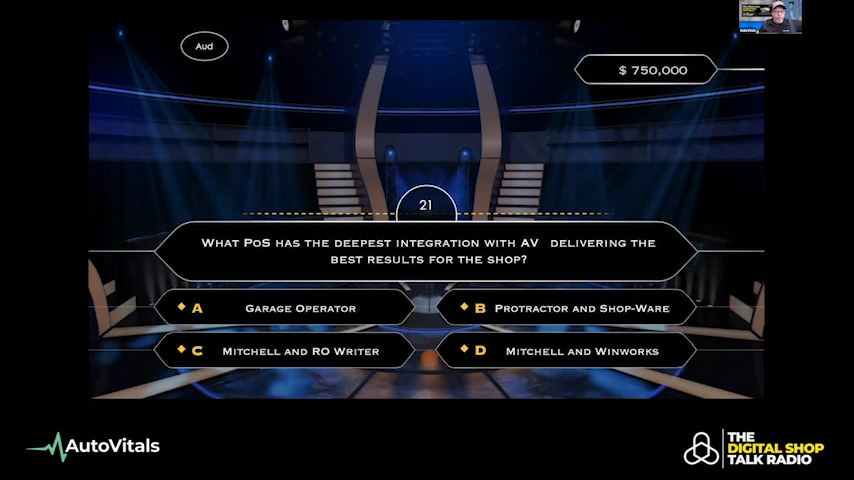 Aud
$ 750,000
21
WHAT POS HAS THE DEEPEST INTEGRATION WITH AV DELIVERING THE
BEST RESULTS FOR THE SHOP?
A GARAGE OPERATOR
B PROTRACTOR AND SHOP-WARE
C MITCHELL AND RO WRITER
D MITCHELL AND WINWORKS
AutoVitals
THE
DIGITAL SHOP
TALK RADIO